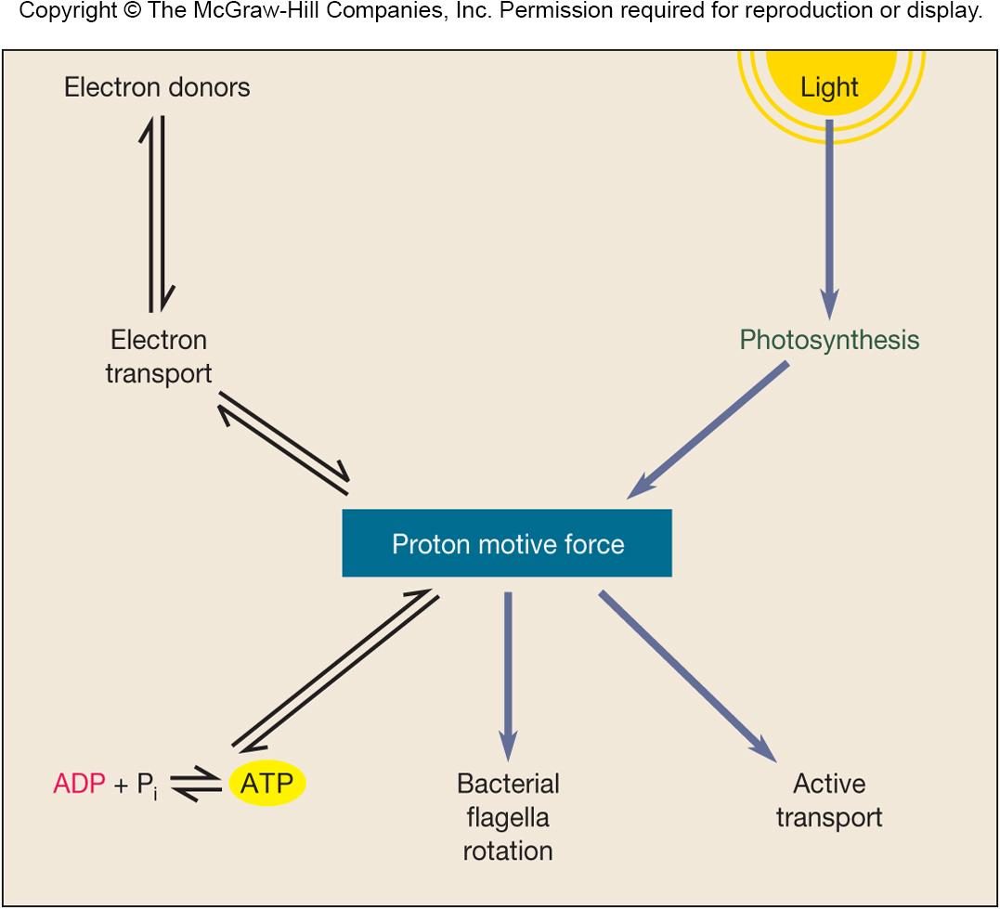 Copyright © The McGraw-Hill Companies, Inc. Permission required for reproduction or display.
Electron donors
Light
Electron
transport
Photosynthesis
Proton motive force
ADP + Pi
ATP
Bacterial
flagella
rotation
Active
transport